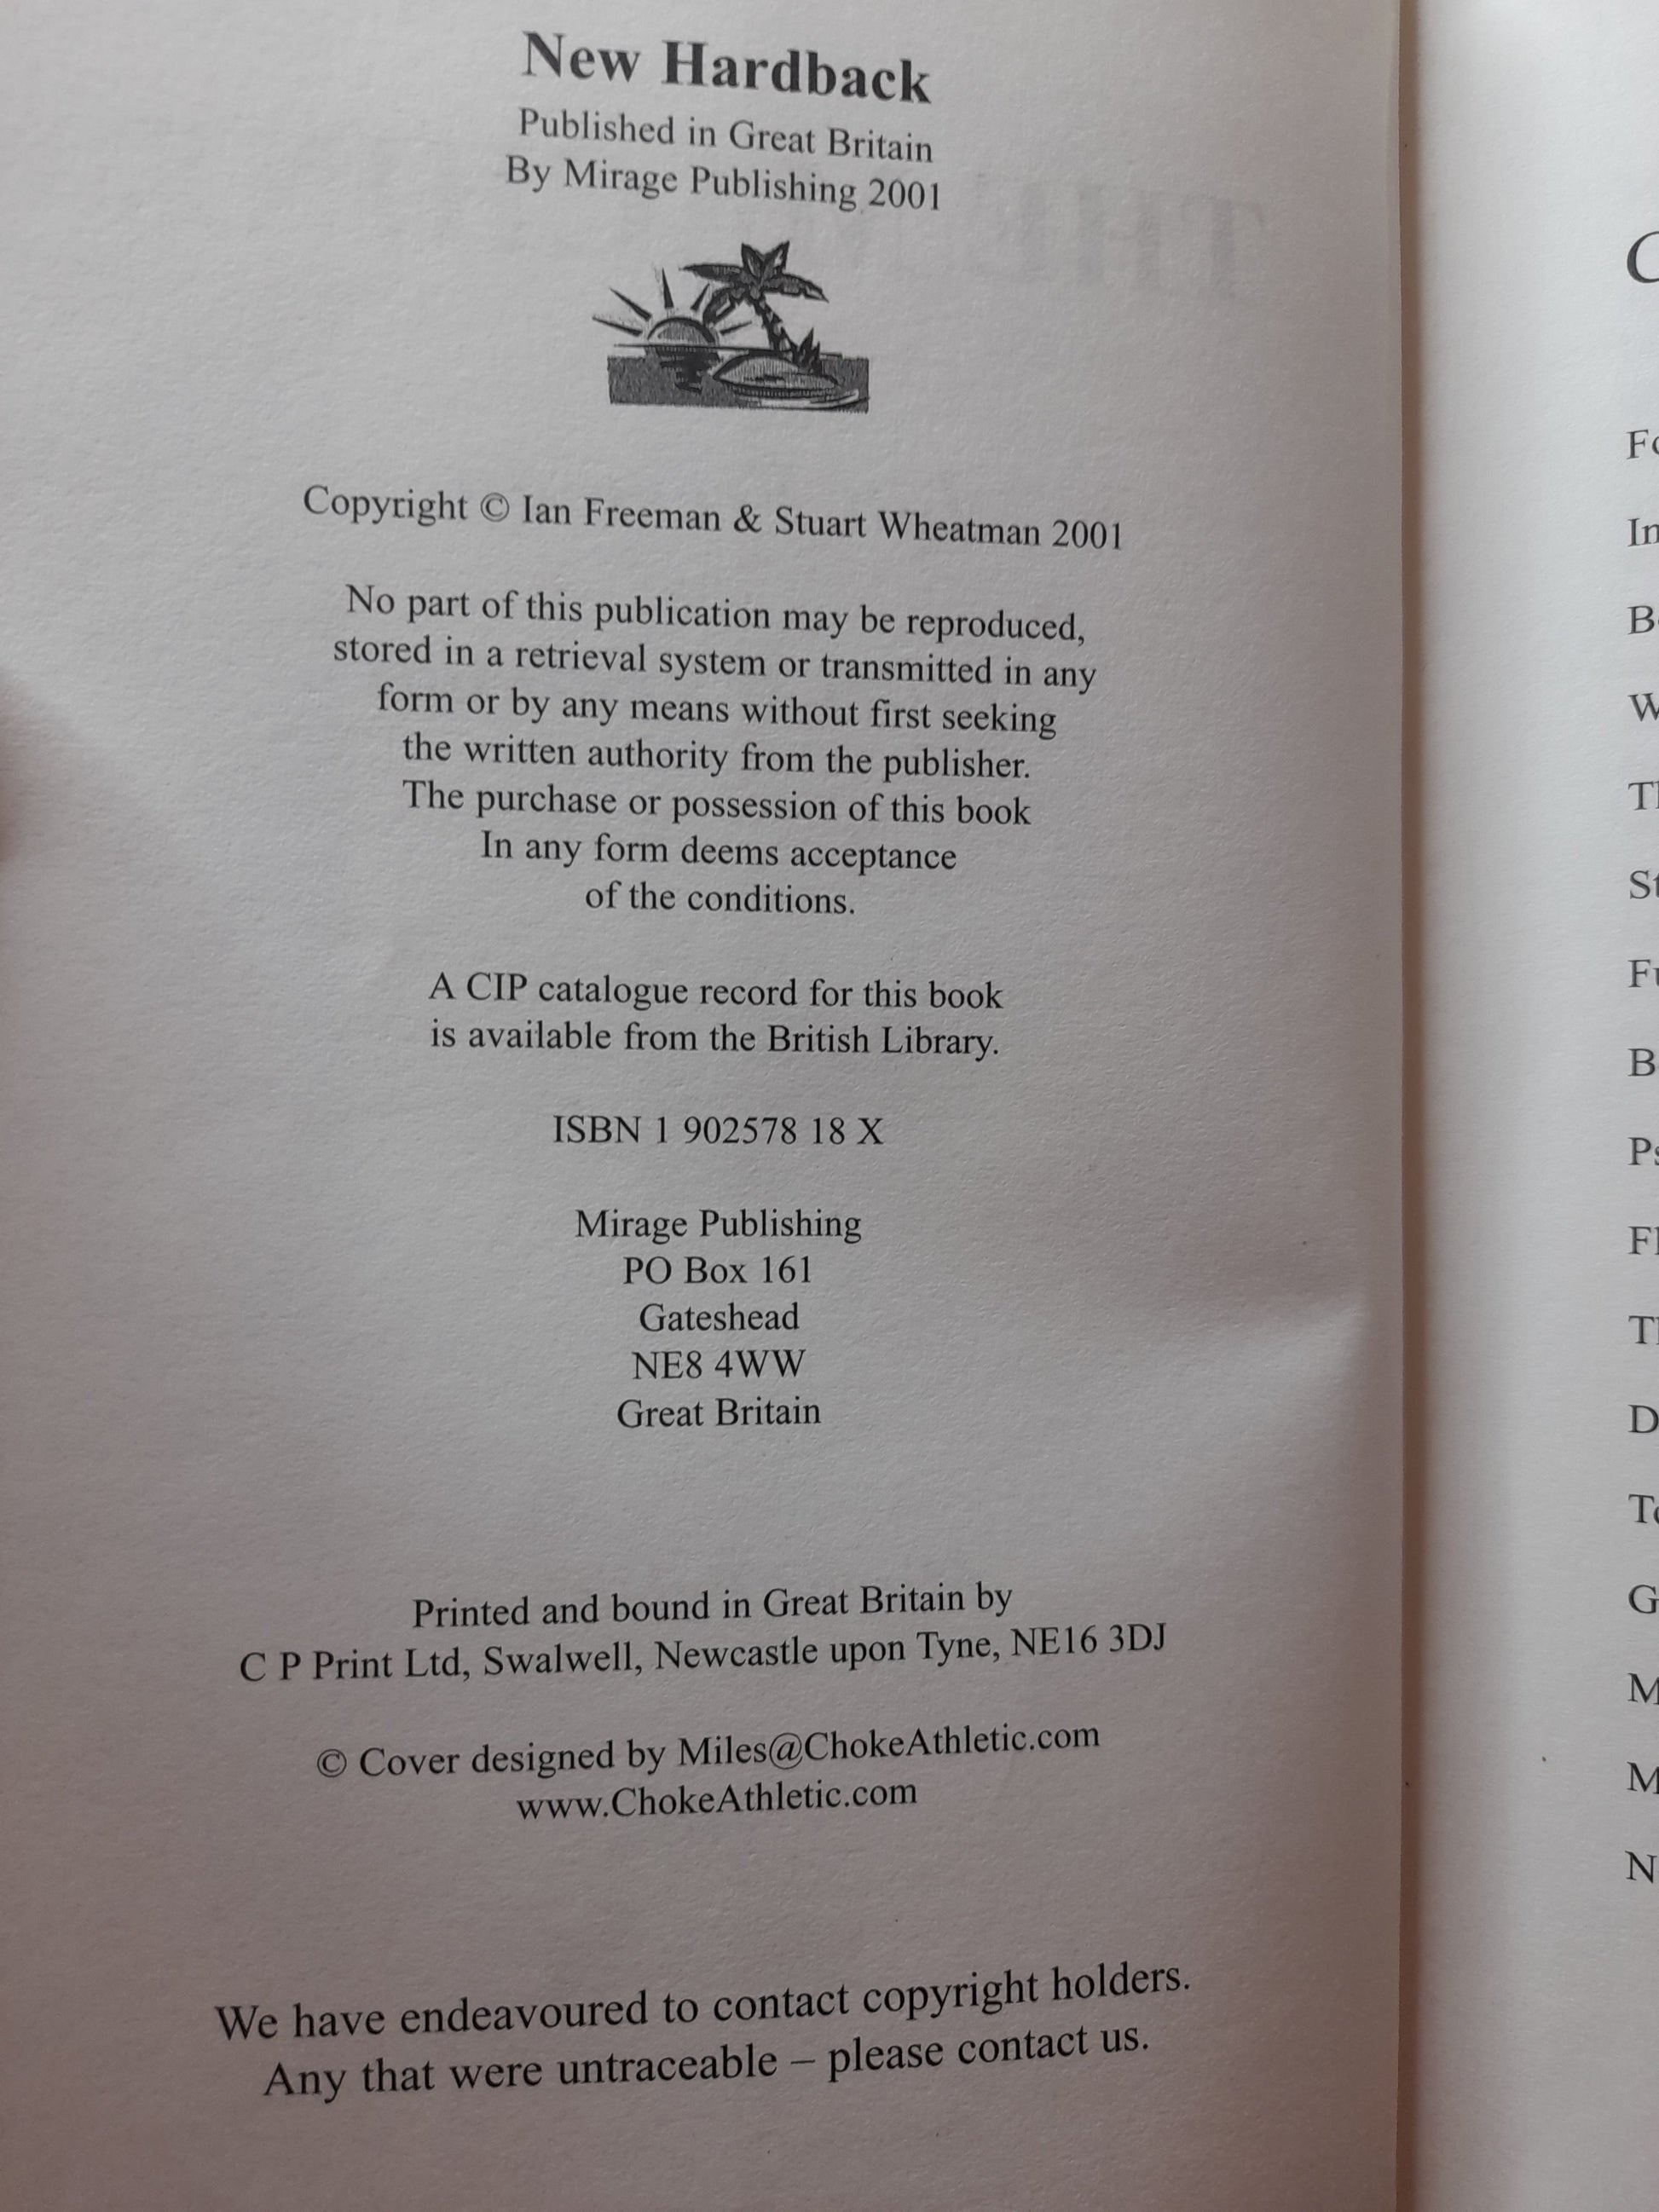 New Hardback
Published in Great Britain
By Mirage Publishing 2001
Copyright © Ian Freeman & Stuart Wheatman 2001
No part of this publication may be reproduced,
stored in a retrieval system or transmitted in any
form or by any means without first seeking
the written authority from the publisher.
The purchase or possession of this book
In any form deems acceptance
of the conditions.
A CIP catalogue record for this book
is available from the British Library.
ISBN 1 902578 18 X
Mirage Publishing
PO Box 161
Gateshead
NE8 4WW
Great Britain
Printed and bound in Great Britain by
C P Print Ltd, Swalwell, Newcastle upon Tyne, NE16 3DJ
© Cover designed by Miles@ChokeAthletic.com
www.ChokeAthletic.com
We have endeavoured to contact copyright holders.
Any that were untraceable – please contact us.